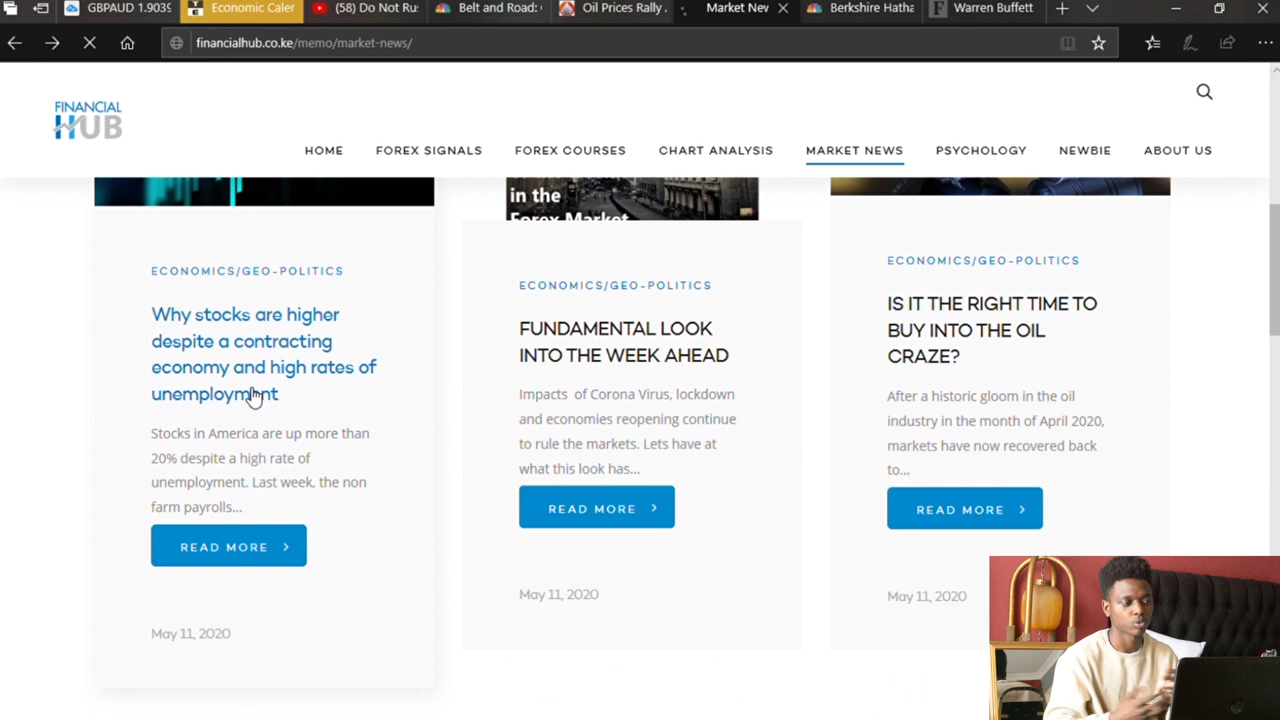 GBPAUD 1.9039
Economic Caler
(58) Do Not Ru
Belt and Road:
Oil Prices Rally
Market New
Berkshire Hatha
Warren Buffett
financialhub.co.ke/memo/market-news/
FINANCIAL
HUB
HOME
FOREX SIGNALS
FOREX COURSES
CHART ANALYSIS
MARKET NEWS
PSYCHOLOGY
NEWBIE
ABOUT US
in the
Forex Market
ECONOMICS/GEO-POLITICS
Why stocks are higher
despite a contracting
economy and high rates of
unemployment
Stocks in America are up more than
20% despite a high rate of
unemployment. Last week, the non
farm payrolls...
READ MORE
May 11, 2020
ECONOMICS/GEO-POLITICS
FUNDAMENTAL LOOK
INTO THE WEEK AHEAD
Impacts of Corona Virus, lockdown
and economies reopening continue
to rule the markets. Lets have at
what this look has...
READ MORE
May 11, 2020
ECONOMICS/GEO-POLITICS
IS IT THE RIGHT TIME TO
BUY INTO THE OIL
CRAZE?
After a historic gloom in the oil
industry in the month of April 2020,
markets have now recovered back
to...
READ MORE
May 11, 2020